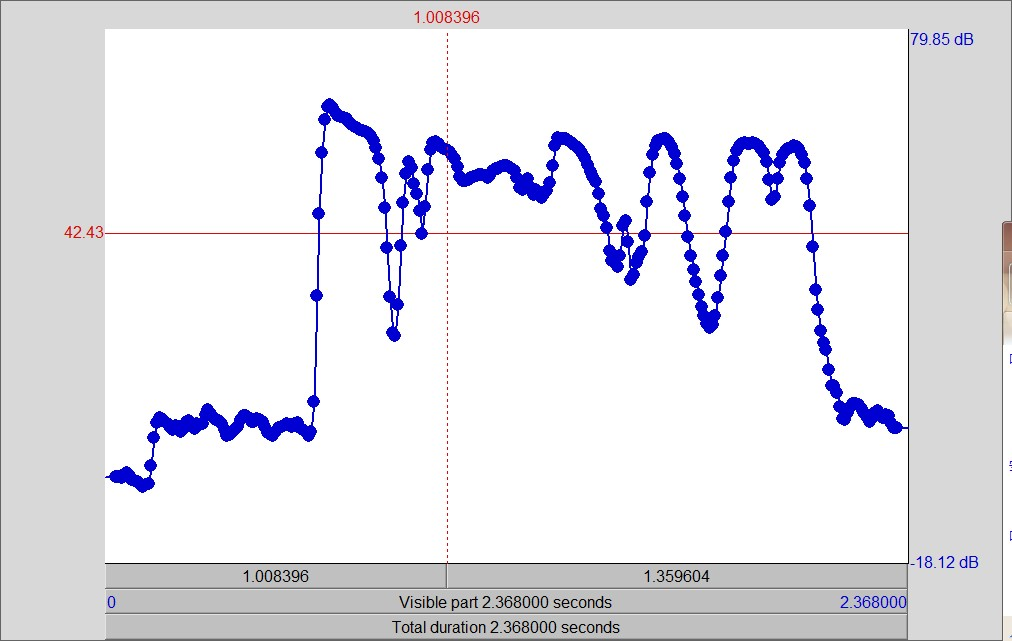 1.008396
79.85 dB
42.43
-18.12 dB
1.008396 1.359604
0 Visible part 2.368000 seconds 2.368000
Total duration 2.368000 seconds